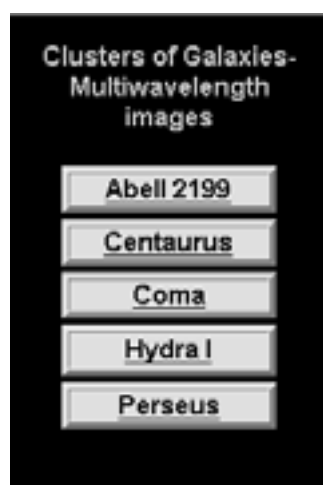 Clusters of Galaxies-
Multiwavelength
images
Abell 2199
Centaurus
Coma
Hydra I
Perseus